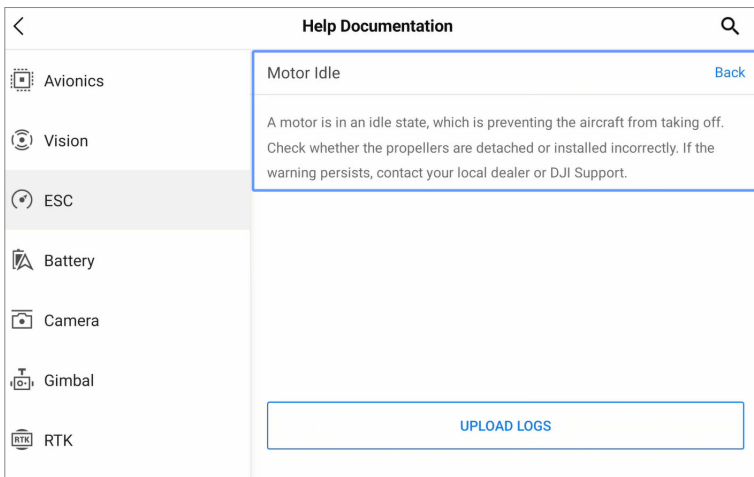 Help Documentation
Avionics
Vision
ESC
Battery
Camera
Gimbal
RTK
RTK
Motor Idle
Back
A motor is in an idle state, which is preventing the aircraft from taking off.
Check whether the propellers are detached or installed incorrectly. If the
warning persists, contact your local dealer or DJI Support.
UPLOAD LOGS